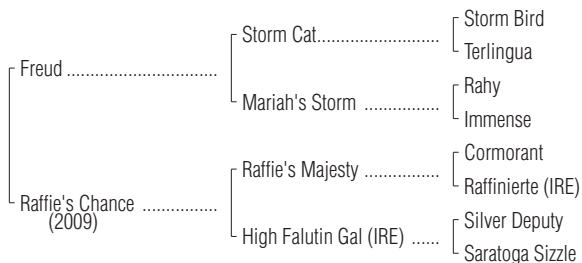 Storm Bird
Storm Cat........................
Terlingua
Freud ................................
Rahy
Mariah's Storm ................
Immense
Cormorant
Raffie's Majesty ................
Raffinierte (IRE)
Raffie's Chance ................
(2009)
Silver Deputy
High Falutin Gal (IRE) ......
Saratoga Sizzle